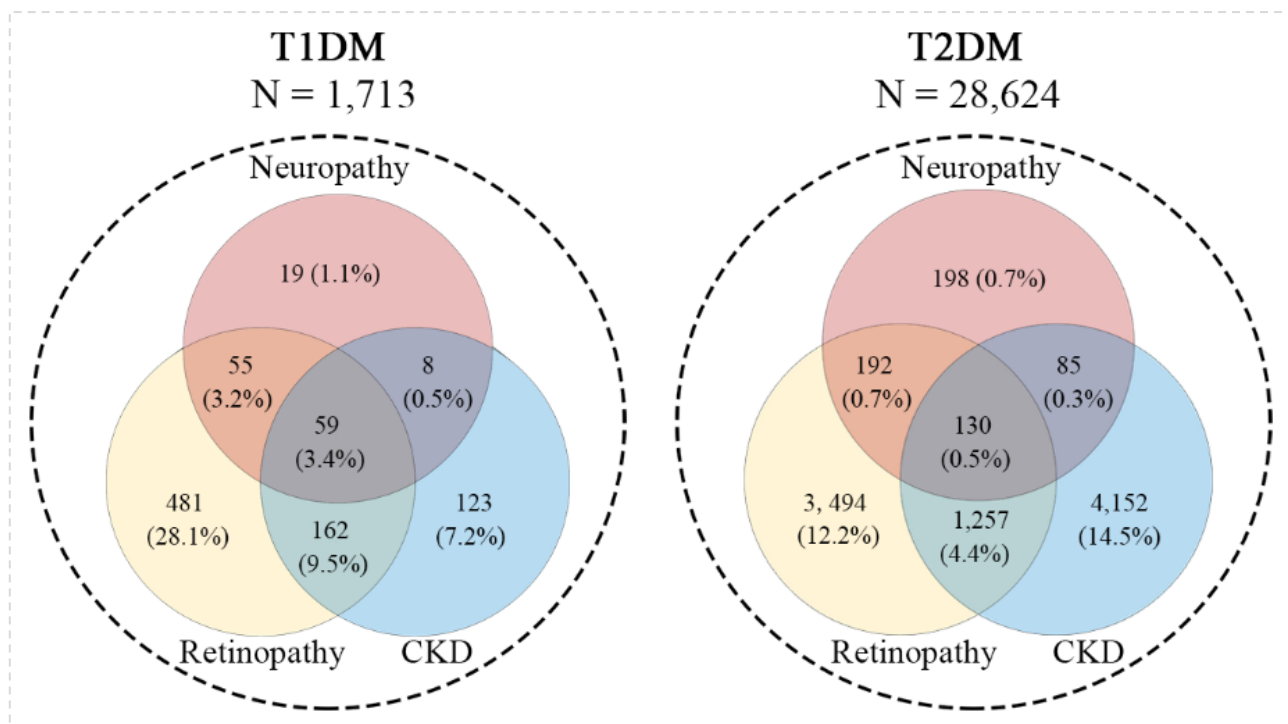 T1DM
N = 1,713
Neuropathy
19 (1.1%)
55
(3.2%)
8
(0.5%)
59
(3.4%)
481
(28.1%)
162
(9.5%)
123
(7.2%)
Retinopathy
CKD
T2DM
N = 28,624
Neuropathy
198 (0.7%)
192
(0.7%)
85
(0.3%)
130
(0.5%)
3, 494
(12.2%)
1,257
(4.4%)
4,152
(14.5%)
Retinopathy
CKD